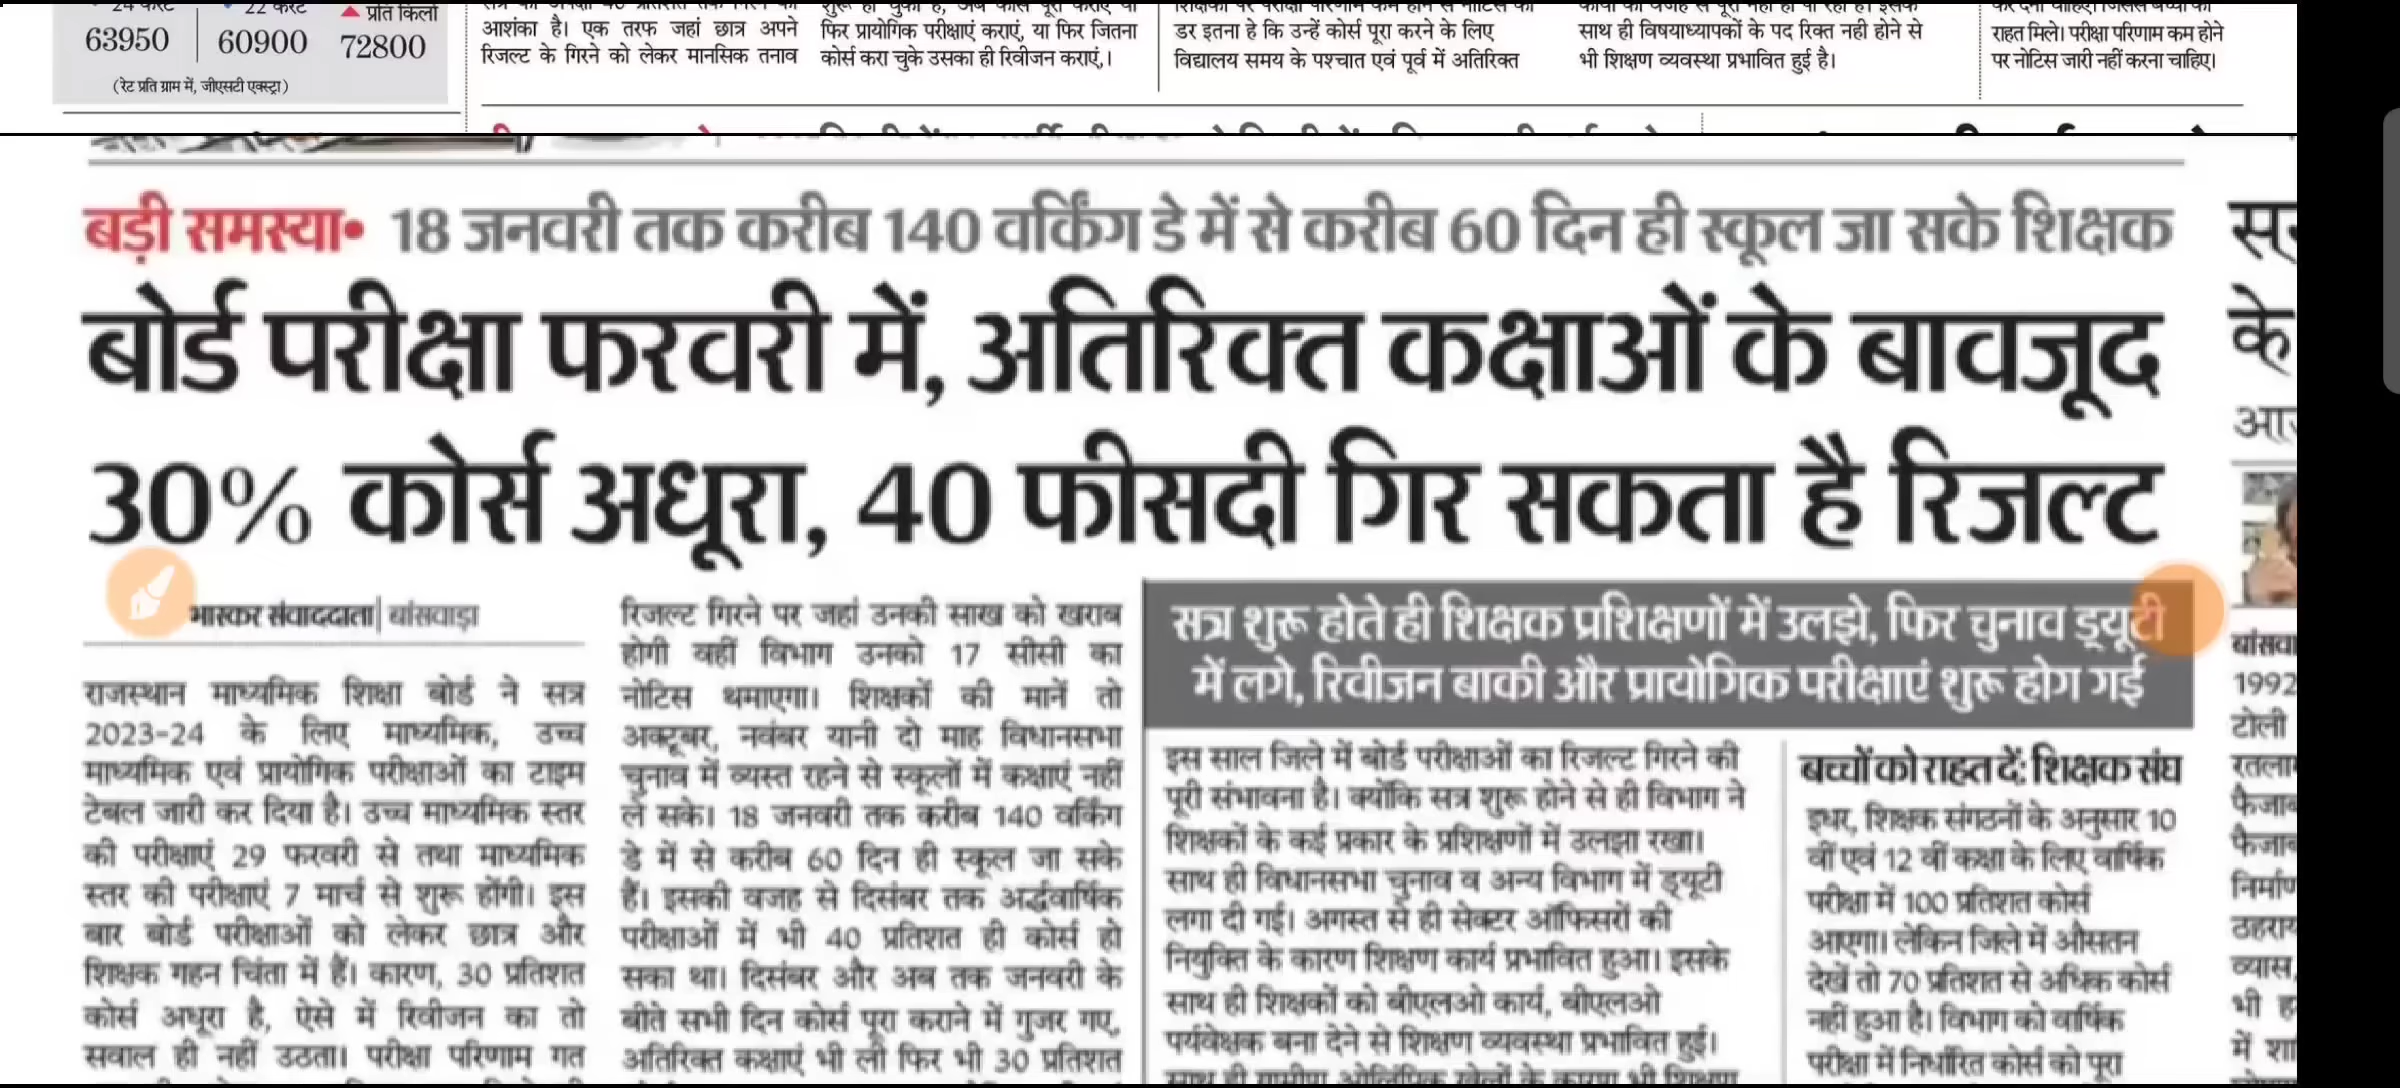 24 कैरेट
63950
22 कैरेट
60900
प्रति किलो
72800
(रेट प्रति ग्राम में, जीएसटी एक्स्ट्रा)
आशंका है। एक तरफ जहां छात्र अपने
रिजल्ट के गिरने को लेकर मानसिक तनाव
फिर प्रायोगिक परीक्षाएं कराएं, या फिर जितना
कोर्स करा चुके उसका ही रिवीजन कराएं,।
डर इतना है कि उन्हें कोर्स पूरा करने के लिए
विद्यालय समय के पश्चात एवं पूर्व में अतिरिक्त
साथ ही विषयाध्यापकों के पद रिक्त नही होने से
भी शिक्षण व्यवस्था प्रभावित हुई है।
राहत मिले। परीक्षा परिणाम कम होने
पर नोटिस जारी नहीं करना चाहिए।
बड़ी समस्या• 18 जनवरी तक करीब 140 वर्किंग डे में से करीब 60 दिन ही स्कूल जा सके शिक्षक
बोर्ड परीक्षा फरवरी में, अतिरिक्त कक्षाओं के बावजूद
30% कोर्स अधूरा, 40 फीसदी गिर सकता है रिजल्ट
भास्कर संवाददाता| बांसवाड़ा
राजस्थान माध्यमिक शिक्षा बोर्ड ने सत्र
2023-24 के लिए माध्यमिक, उच्च
माध्यमिक एवं प्रायोगिक परीक्षाओं का टाइम
टेबल जारी कर दिया है। उच्च माध्यमिक स्तर
की परीक्षाएं 29 फरवरी से तथा माध्यमिक
स्तर की परीक्षाएं 7 मार्च से शुरू होंगी। इस
बार बोर्ड परीक्षाओं को लेकर छात्र और
शिक्षक गहन चिंता में हैं। कारण, 30 प्रतिशत
कोर्स अधूरा है, ऐसे में रिवीजन का तो
सवाल ही नहीं उठता। परीक्षा परिणाम गत
रिजल्ट गिरने पर जहां उनकी साख को खराब
होगी वहीं विभाग उनको 17 सीसी का
नोटिस थमाएगा। शिक्षकों की मानें तो
अक्टूबर, नवंबर यानी दो माह विधानसभा
चुनाव में व्यस्त रहने से स्कूलों में कक्षाएं नहीं
ले सके। 18 जनवरी तक करीब 140 वर्किंग
डे में से करीब 60 दिन ही स्कूल जा सके
हैं। इसकी वजह से दिसंबर तक अर्द्धवार्षिक
परीक्षाओं में भी 40 प्रतिशत ही कोर्स हो
सका था। दिसंबर और अब तक जनवरी के
बीते सभी दिन कोर्स पूरा कराने में गुजर गए,
अतिरिक्त कक्षाएं भी ली फिर भी 30 प्रतिशत
सत्र शुरू होते ही शिक्षक प्रशिक्षणों में उलझे, फिर चुनाव ड्यूटी
में लगे, रिवीजन बाकी और प्रायोगिक परीक्षाएं शुरू होग गई
इस साल जिले में बोर्ड परीक्षाओं का रिजल्ट गिरने की
पूरी संभावना है। क्योंकि सत्र शुरू होने से ही विभाग ने
शिक्षकों के कई प्रकार के प्रशिक्षणों में उलझा रखा।
साथ ही विधानसभा चुनाव व अन्य विभाग में ड्यूटी
लगा दी गई। अगस्त से ही सेक्टर ऑफिसरों की
नियुक्ति के कारण शिक्षण कार्य प्रभावित हुआ। इसके
साथ ही शिक्षकों को बीएलओ कार्य, बीएलओ
पर्यवेक्षक बना देने से शिक्षण व्यवस्था प्रभावित हुई।
साथ ही ग्रामीण ओलिंपिक खेलों के कारण भी शिक्षण
बच्चों को राहत दें: शिक्षक संघ
इधर, शिक्षक संगठनों के अनुसार 10
वीं एवं 12 वीं कक्षा के लिए वार्षिक
परीक्षा में 100 प्रतिशत कोर्स
आएगा। लेकिन जिले में औसतन
देखें तो 70 प्रतिशत से अधिक कोर्स
नहीं हुआ है। विभाग को वार्षिक
परीक्षा में निर्धारित कोर्स को पूरा
के
1992
टोली
व्यास,